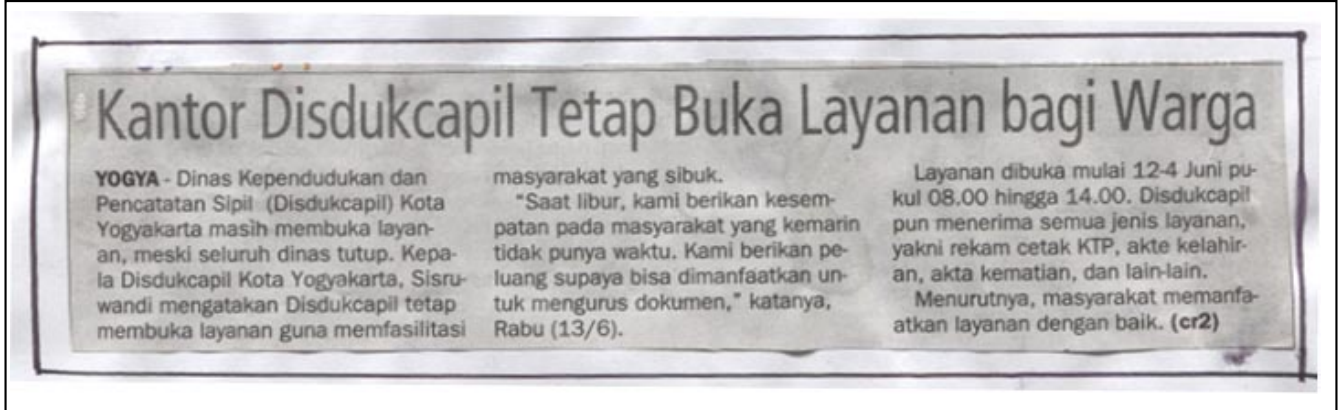 Kantor Disdukcapil Tetap Buka Layanan bagi Warga
YOGYA - Dinas Kependudukan dan
Pencatatan Sipil (Disdukcapil) Kota
Yogyakarta masih membuka layan-
an, meski seluruh dinas tutup. Kepa-
la Disdukcapil Kota Yogyakarta, Sisru-
wandi mengatakan Disdukcapil tetap
membuka layanan guna memfasilitasi
masyarakat yang sibuk.
"Saat libur, kami berikan kesem-
patan pada masyarakat yang kemarin
tidak punya waktu. Kami berikan pe-
luang supaya bisa dimanfaatkan un-
tuk mengurus dokumen," katanya,
Rabu (13/6).
Layanan dibuka mulai 12-4 Juni pu-
kul 08.00 hingga 14.00. Disdukcapil
pun menerima semua jenis layanan,
yakni rekam cetak KTP, akte kelahir-
an, akta kematian, dan lain-lain.
Menurutnya, masyarakat memanfa-
atkan layanan dengan baik. (cr2)